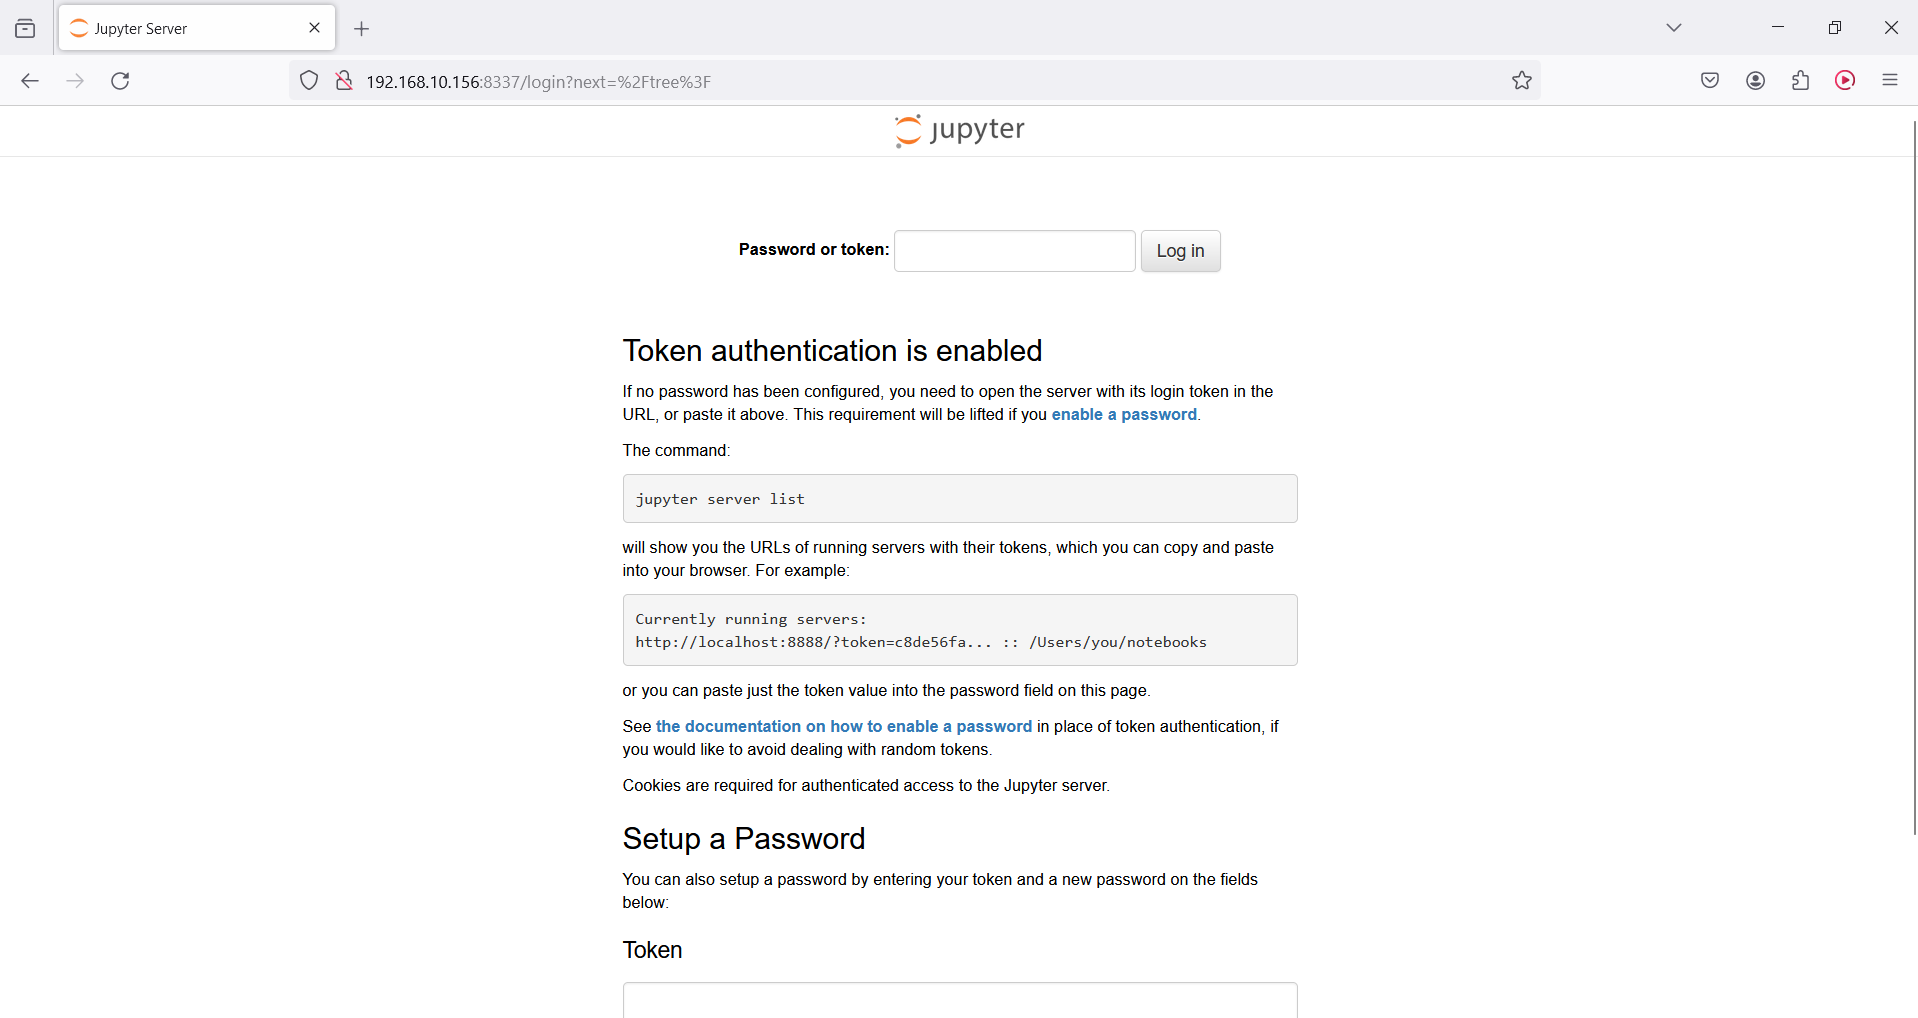 Jupyter Server
192.168.10.156:8337/login?next=%2Ftree%3F
jupyter
Password or token:
Log in
Token authentication is enabled
If no password has been configured, you need to open the server with its login token in the
URL, or paste it above. This requirement will be lifted if you enable a password.
The command:
jupyter server list
will show you the URLs of running servers with their tokens, which you can copy and paste
into your browser. For example:
Currently running servers:
http://localhost:8888/?token=c8de56fa... :: /Users/you/notebooks
or you can paste just the token value into the password field on this page.
See the documentation on how to enable a password in place of token authentication, if
you would like to avoid dealing with random tokens.
Cookies are required for authenticated access to the Jupyter server.
Setup a Password
You can also setup a password by entering your token and a new password on the fields
below:
Token